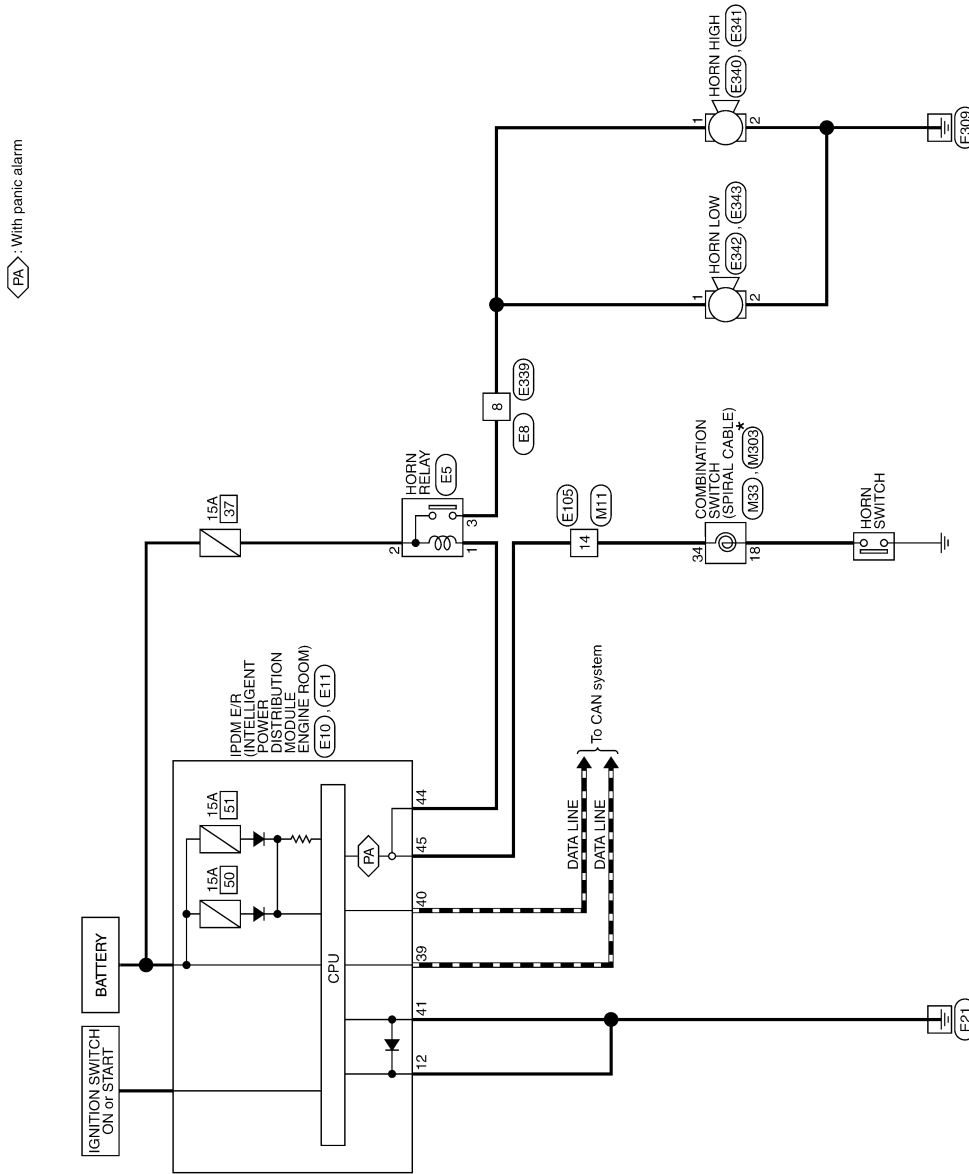 PA : With panic alarm
IGNITION SWITCH
ON or START
BATTERY
15A
50
15A
51
IPDM E/R
(INTELLIGENT
POWER
DISTRIBUTION
MODULE
ENGINE ROOM)
E10 , E11
CPU
PA
12
41
39
40
45
44
DATA LINE
DATA LINE
To CAN system
15A
37
2
1
3
HORN
RELAY
E5
8
E8
E339
14
E105
M11
34
18
COMBINATION
SWITCH
(SPIRAL CABLE)
M33 , M303
*
HORN
SWITCH
1
2
HORN LOW
E342 , E343
1
2
HORN HIGH
E340 , E341
E21
E309